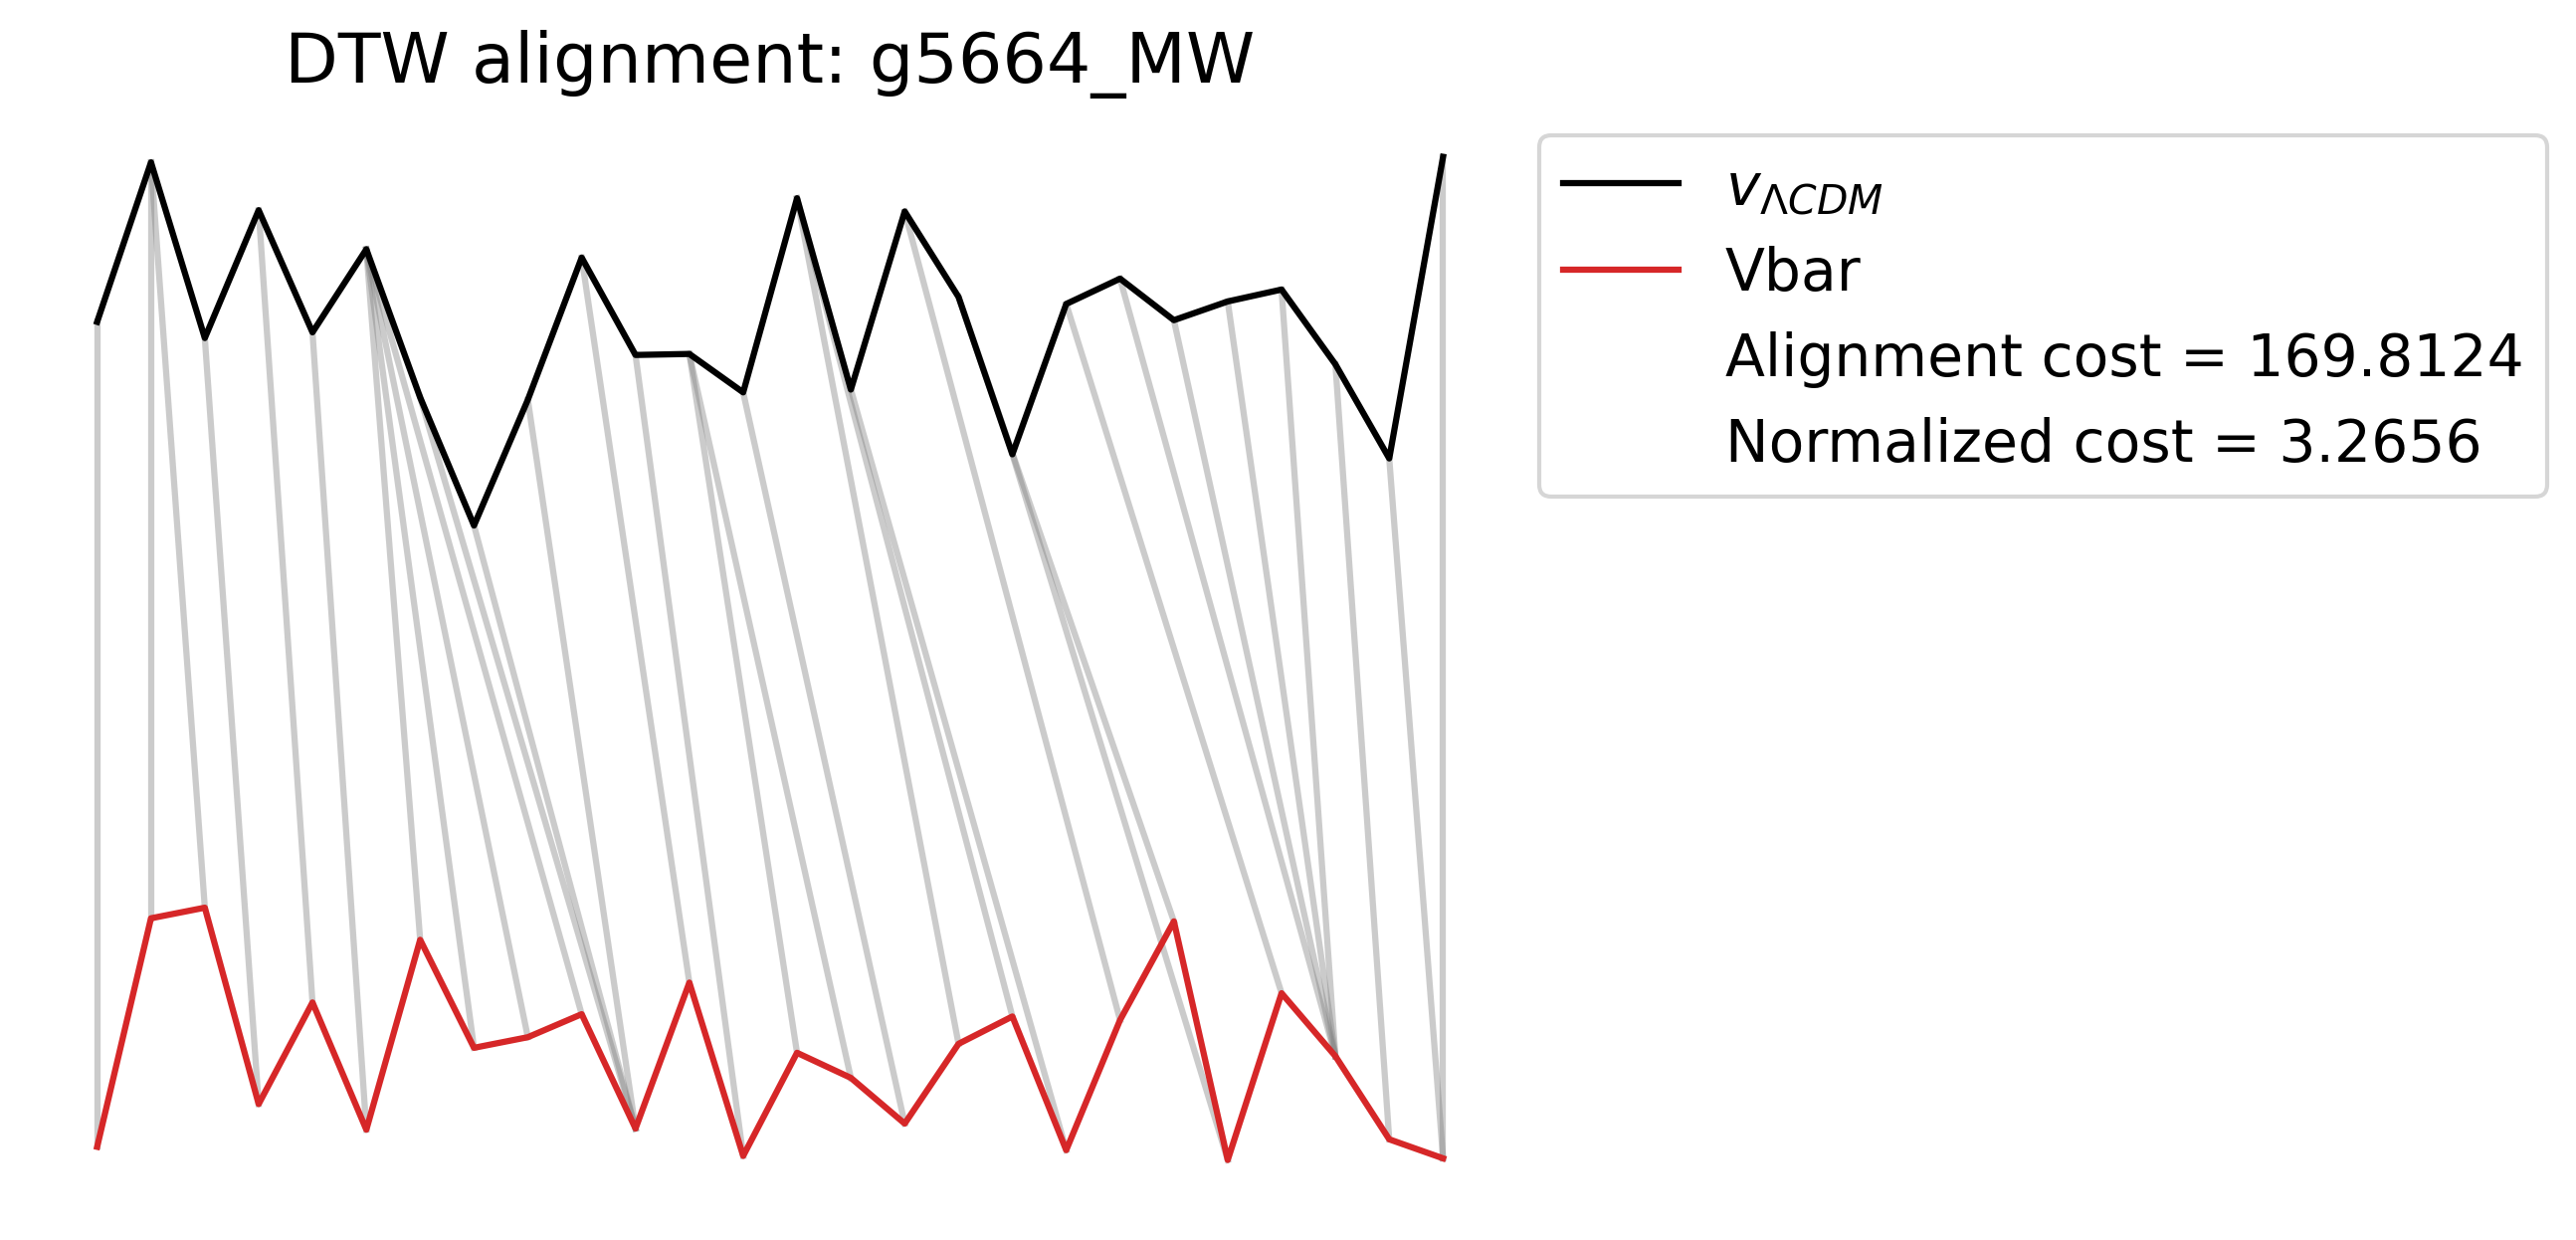 DTW alignment: g5664_MW
v_ΛCDM
Vbar
Alignment cost = 169.8124
Normalized cost = 3.2656